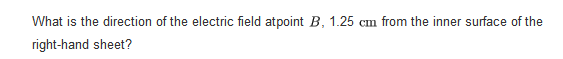 What is the direction of the electric field atpoint B, 1.25 cm from the inner surface of the
right-hand sheet?